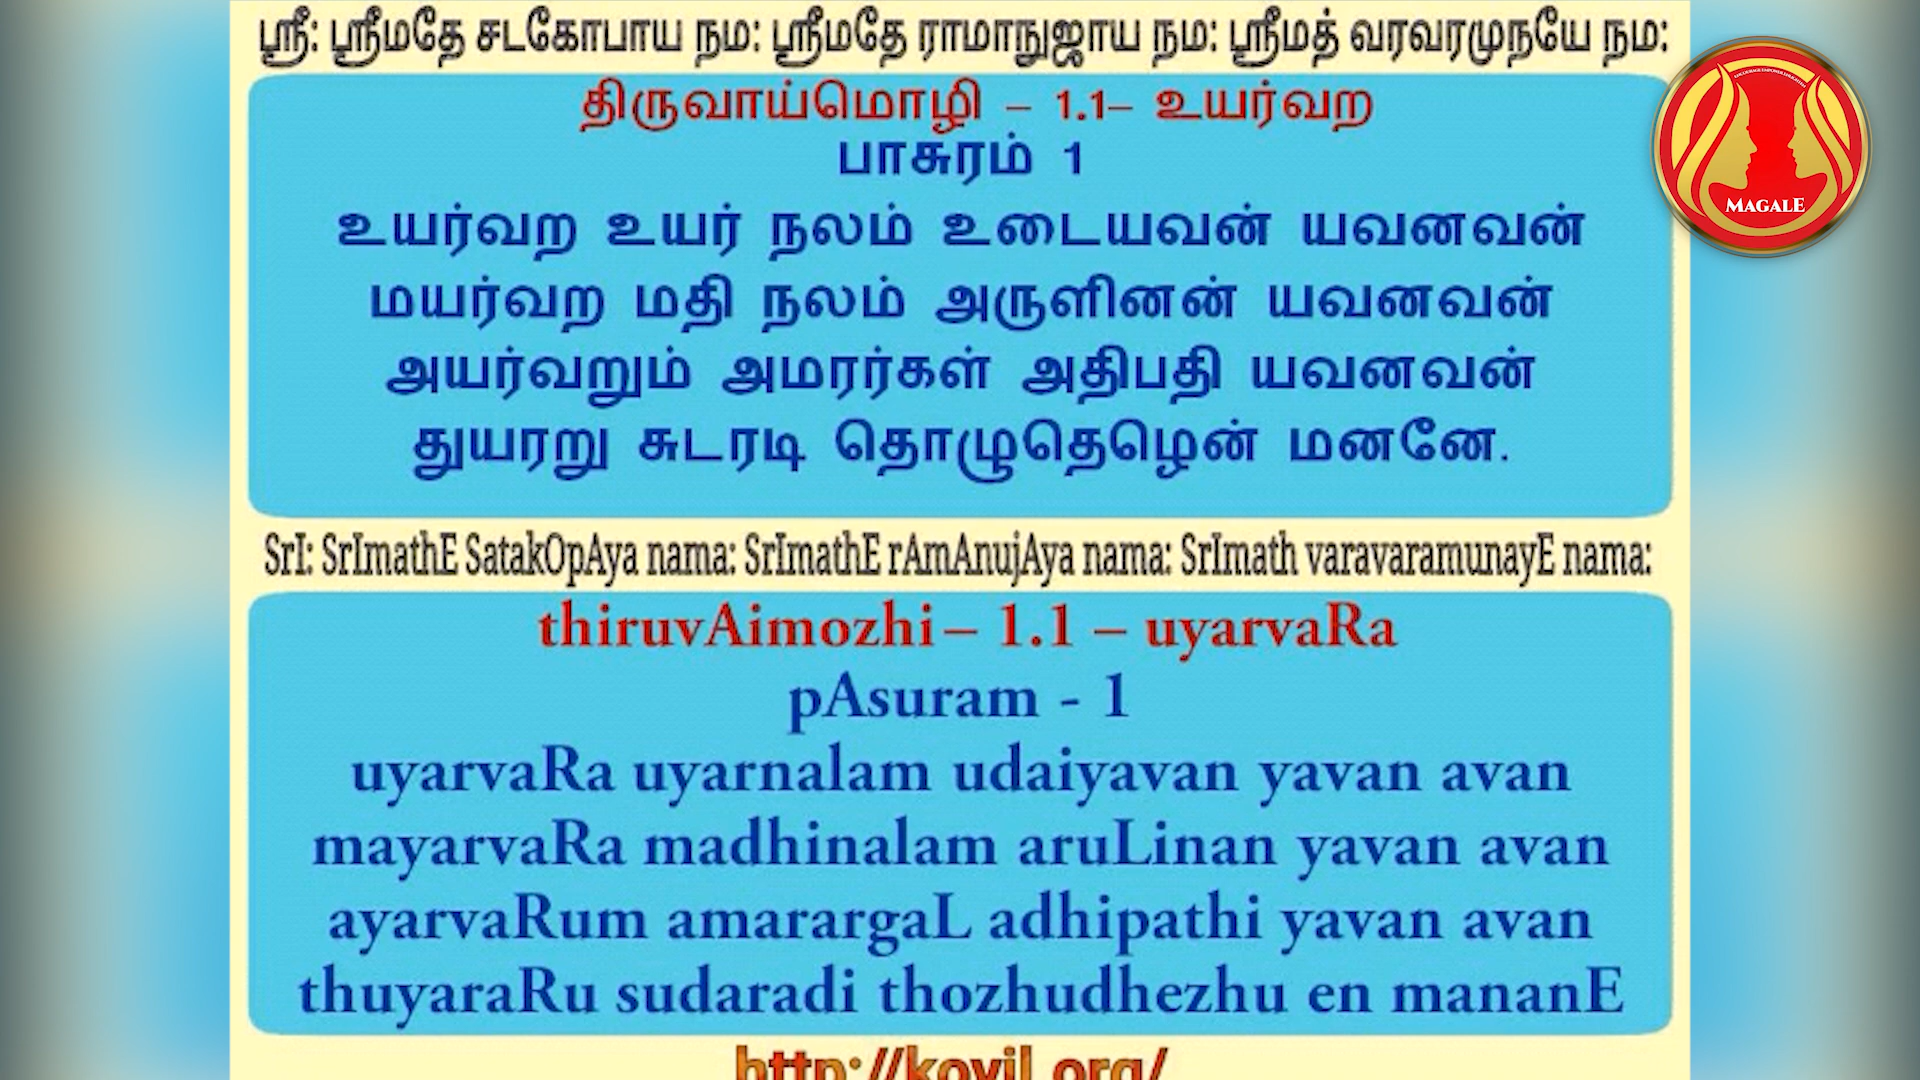 ஸ்ரீ: ஸ்ரீமதே சடகோபாய நம: ஸ்ரீமதே ராமாநுஜாய நம: ஸ்ரீமத் வரவரமுநயே நம:
திருவாய்மொழி – 1.1– உயர்வற
பாசுரம் 1
உயர்வற உயர் நலம் உடையவன் யவனவன்
மயர்வற மதி நலம் அருளினன் யவனவன்
அயர்வறும் அமரர்கள் அதிபதி யவனவன்
துயரறு சுடரடி தொழுதெழென் மனனே.
MAGALE
SrI: SrImathE SatakOpAya nama: SrImathE rAmAnujAya nama: SrImath varavaramunayE nama:
thiruvAimozhi – 1.1 – uyarvaRa
pAsuram - 1
uyarvaRa uyarnalam udaiyavan yavan avan
mayarvaRa madhinalam aruLinan yavan avan
ayarvaRum amarargaL adhipathi yavan avan
thuyaraRu sudaradi thozhudhezhu en mananE
http://koyil.org/